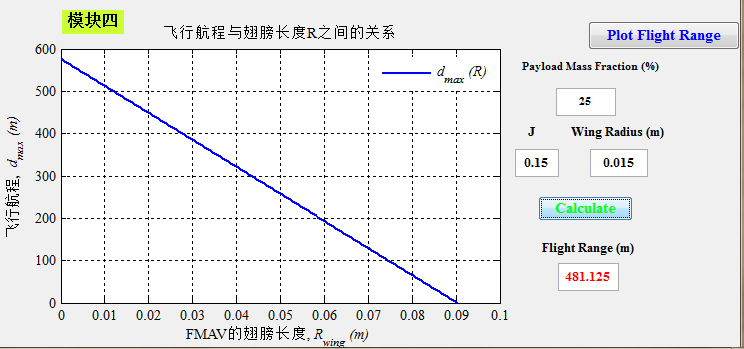 模块四
飞行航程与翅膀长度R之间的关系
d_max (R)
飞行航程, d_max (m)
600
500
400
300
200
100
0
0 0.01 0.02 0.03 0.04 0.05 0.06 0.07 0.08 0.09 0.1
FMAV的翅膀长度, R_wing (m)
Plot Flight Range
Payload Mass Fraction (%)
25
J Wing Radius (m)
0.15 0.015
Calculate
Flight Range (m)
481.125